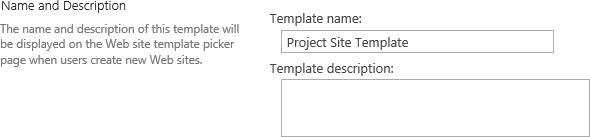 Name and Description
The name and description of this template will
be displayed on the Web site template picker
page when users create new Web sites.
Template name:
Project Site Template
Template description: